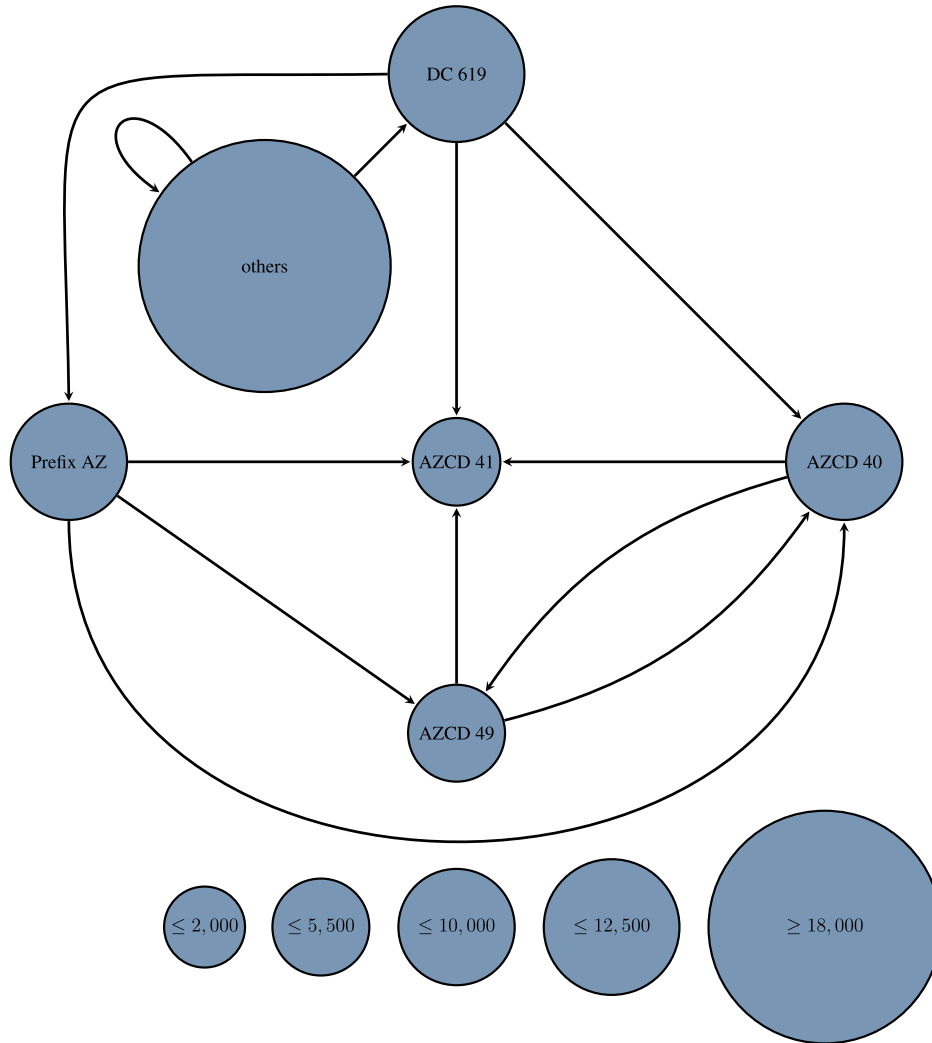 DC 619
others
Prefix AZ
AZCD 41
AZCD 40
AZCD 49
≤ 2,000
≤ 5,500
≤ 10,000
≤ 12,500
≥ 18,000